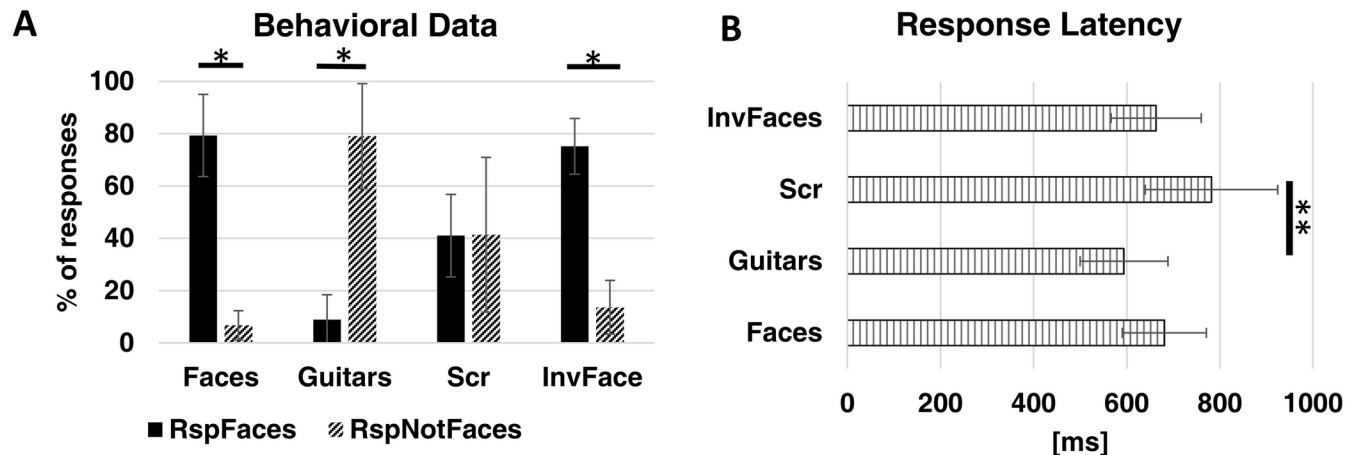 A
Behavioral Data
* * *
% of responses
100
80
60
40
20
0
Faces Guitars Scr InvFace
RspFaces RspNotFaces
B
Response Latency
InvFaces
Scr
Guitars
Faces
**
0 200 400 600 800 1000
[ms]